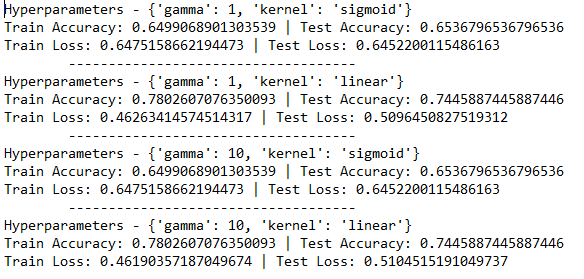 Hyperparameters - {'gamma': 1, 'kernel': 'sigmoid'}
Train Accuracy: 0.6499068901303539 | Test Accuracy: 0.6536796536796536
Train Loss: 0.6475158662194473 | Test Loss: 0.6452200115486163
------------------------------------
Hyperparameters - {'gamma': 1, 'kernel': 'linear'}
Train Accuracy: 0.7802607076350093 | Test Accuracy: 0.7445887445887446
Train Loss: 0.46263414574514317 | Test Loss: 0.5096450827519312
------------------------------------
Hyperparameters - {'gamma': 10, 'kernel': 'sigmoid'}
Train Accuracy: 0.6499068901303539 | Test Accuracy: 0.6536796536796536
Train Loss: 0.6475158662194473 | Test Loss: 0.6452200115486163
------------------------------------
Hyperparameters - {'gamma': 10, 'kernel': 'linear'}
Train Accuracy: 0.7802607076350093 | Test Accuracy: 0.7445887445887446
Train Loss: 0.46190357187049674 | Test Loss: 0.5104515191049737